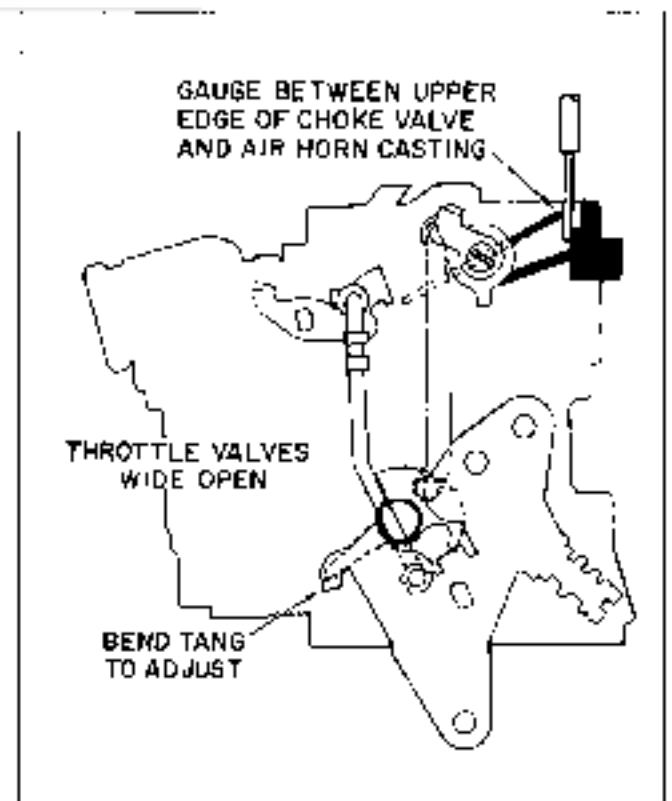 GAUGE BETWEEN UPPER
EDGE OF CHOKE VALVE
AND AIR HORN CASTING
THROTTLE VALVES
WIDE OPEN
BEND TANG
TO ADJUST